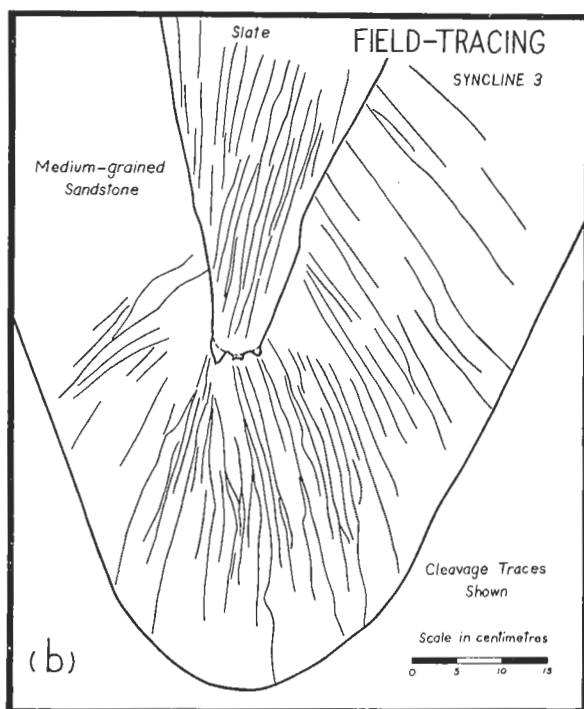 Slate
FIELD-TRACING
SYNCLINE 3
Medium-grained
Sandstone
Cleavage Traces
Shown
Scale in centimetres
0 5 10 15
(b)